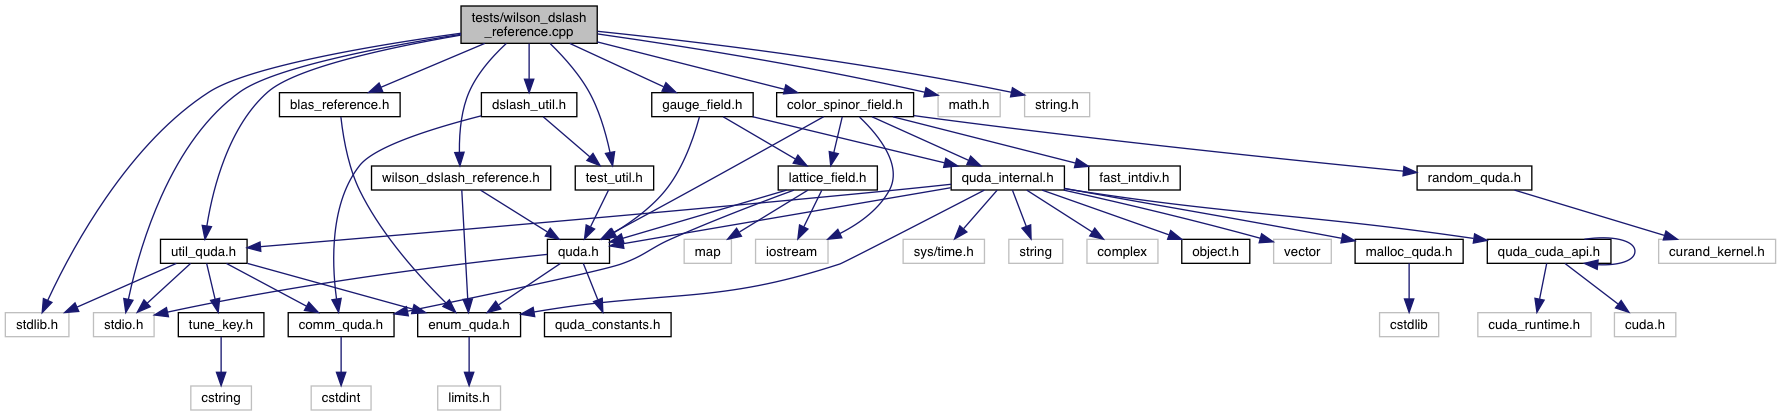 tests/wilson_dslash
_reference.cpp
blas_reference.h
dslash_util.h
gauge_field.h
color_spinor_field.h
math.h
string.h
wilson_dslash_reference.h
test_util.h
lattice_field.h
quda_internal.h
fast_intdiv.h
random_quda.h
util_quda.h
quda.h
map
iostream
sys/time.h
string
complex
object.h
vector
malloc_quda.h
quda_cuda_api.h
curand_kernel.h
stdlib.h
stdio.h
tune_key.h
comm_quda.h
enum_quda.h
quda_constants.h
cstdlib
cuda_runtime.h
cuda.h
cstring
cstdint
limits.h